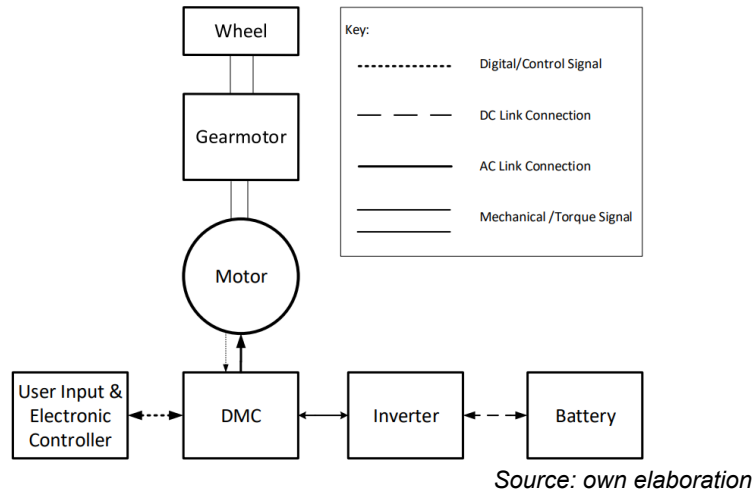 Wheel
Key:
Digital/Control Signal
Gearmotor
DC Link Connection
AC Link Connection
Mechanical /Torque Signal
Motor
User Input &
Electronic
Controller
DMC
Inverter
Battery
Source: own elaboration